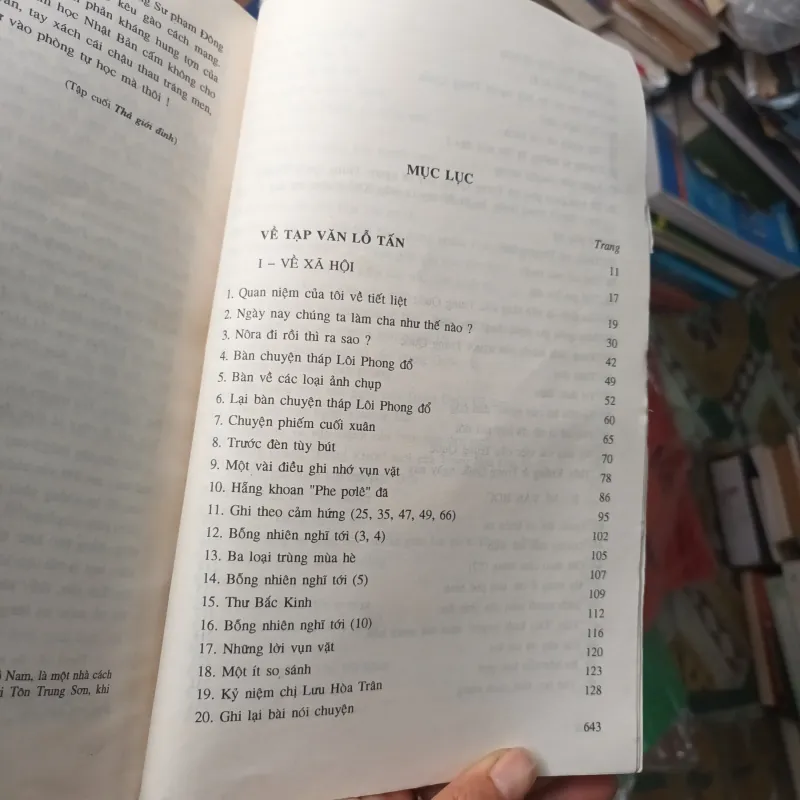 ng Sư phạm Đông
kêu gào cách mạng.
phản kháng hung tợn của
học Nhật Bản cấm không cho
ăn, tay xách cái chậu thau tráng men,
vào phòng tự học mà thôi !
(Tập cuối Thả giới đình)
Nam, là một nhà cách
i Tôn Trung Sơn, khi
MỤC LỤC
Trang
VỀ TẠP VĂN LỖ TẤN 11
I – VỀ XÃ HỘI 17
1. Quan niệm của tôi về tiết liệt 19
2. Ngày nay chúng ta làm cha như thế nào ? 30
3. Nôra đi rồi thì ra sao ? 42
4. Bàn chuyện tháp Lôi Phong đổ 49
5. Bàn về các loại ảnh chụp 52
6. Lại bàn chuyện tháp Lôi Phong đổ 60
7. Chuyện phiếm cuối xuân 65
8. Trước đèn tùy bút 70
9. Một vài điều ghi nhớ vụn vặt 78
10. Hẵng khoan "Phe pơlê" đã 86
11. Ghi theo cảm hứng (25, 35, 47, 49, 66) 95
12. Bỗng nhiên nghĩ tới (3, 4) 102
13. Ba loại trùng mùa hè 105
14. Bỗng nhiên nghĩ tới (5) 107
15. Thư Bắc Kinh 109
16. Bỗng nhiên nghĩ tới (10) 112
17. Những lời vụn vặt 116
18. Một ít so sánh 120
19. Kỷ niệm chị Lưu Hòa Trân 123
20. Ghi lại bài nói chuyện 128
643